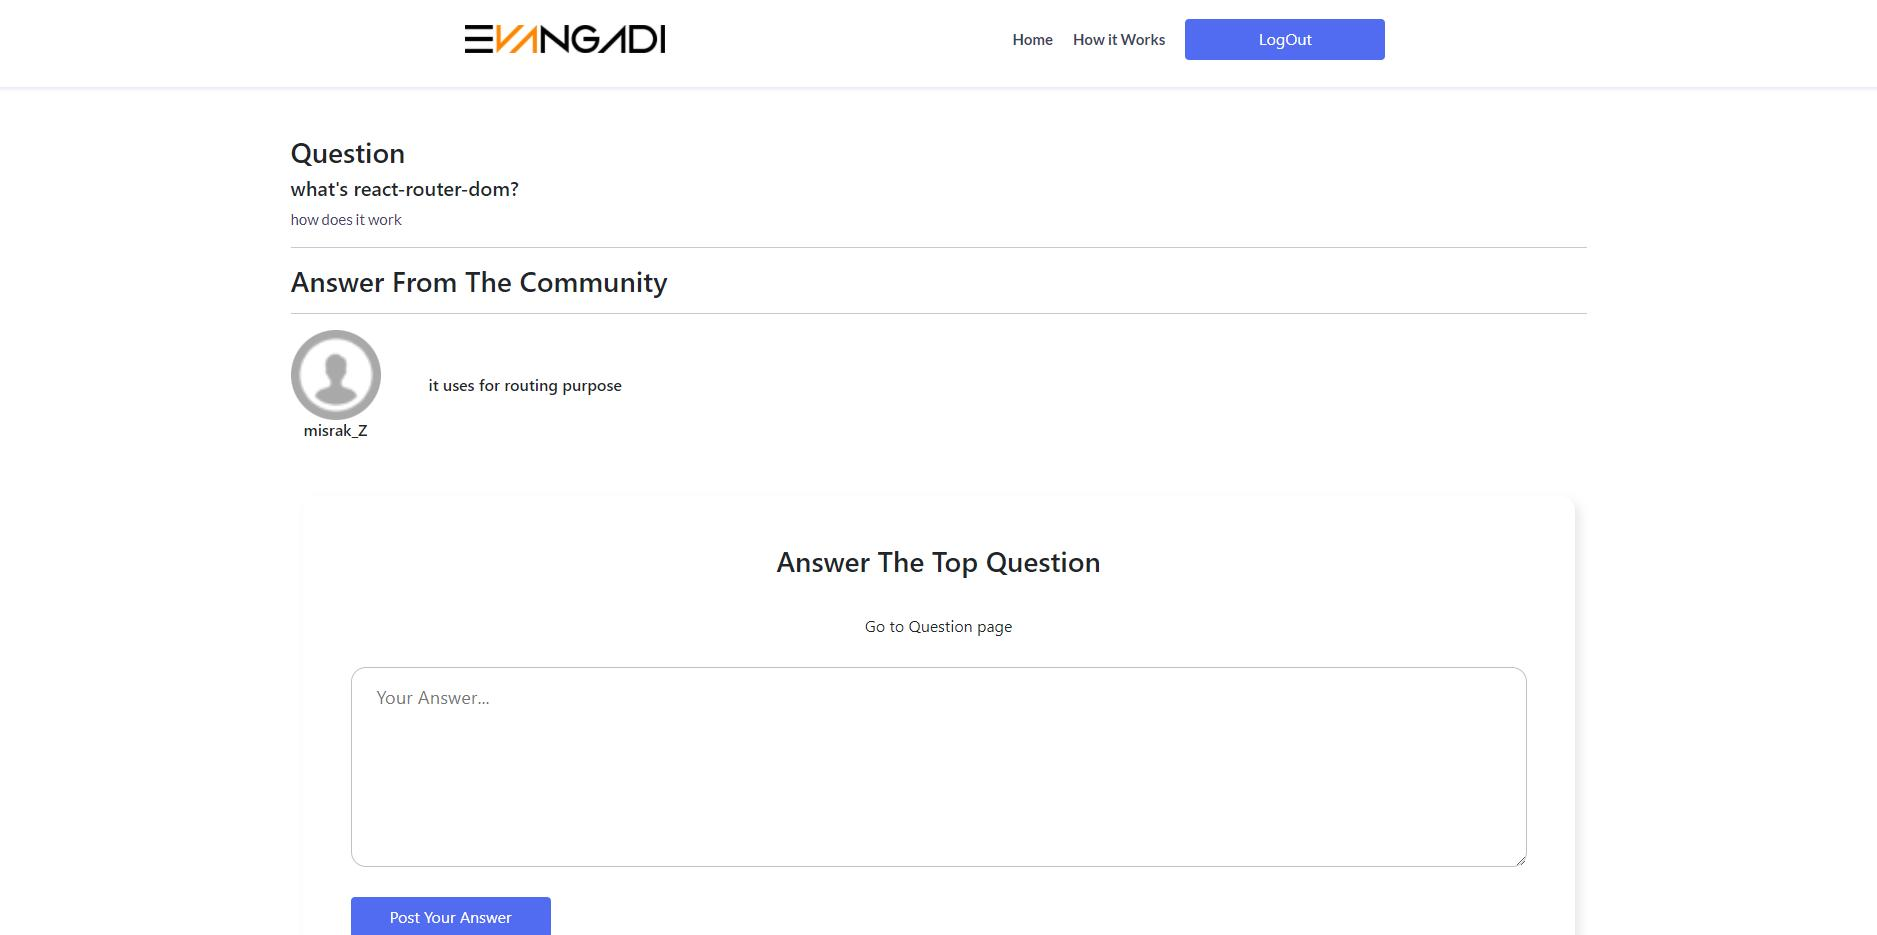 EVANGADI
Home How it Works LogOut
Question
what's react-router-dom?
how does it work
Answer From The Community
it uses for routing purpose
misrak_Z
Answer The Top Question
Go to Question page
Your Answer...
Post Your Answer